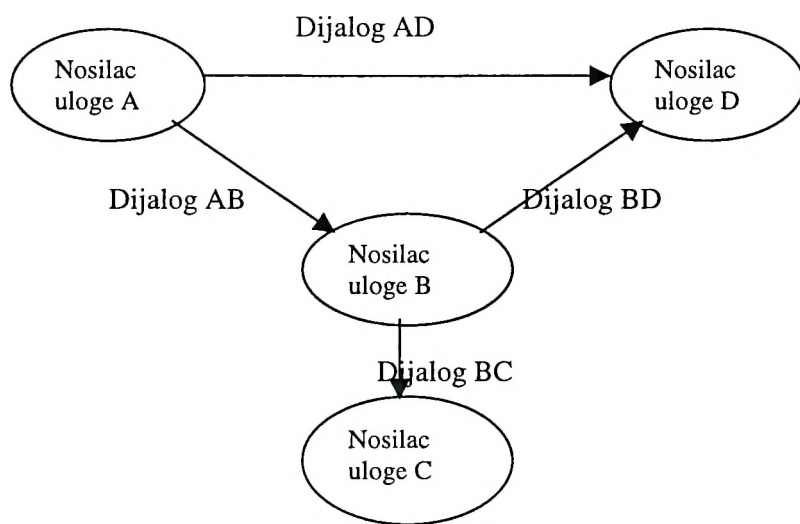 Dijalog AD
Nosilac
uloge A
Nosilac
uloge D
Dijalog AB
Dijalog BD
Nosilac
uloge B
Dijalog BC
Nosilac
uloge C